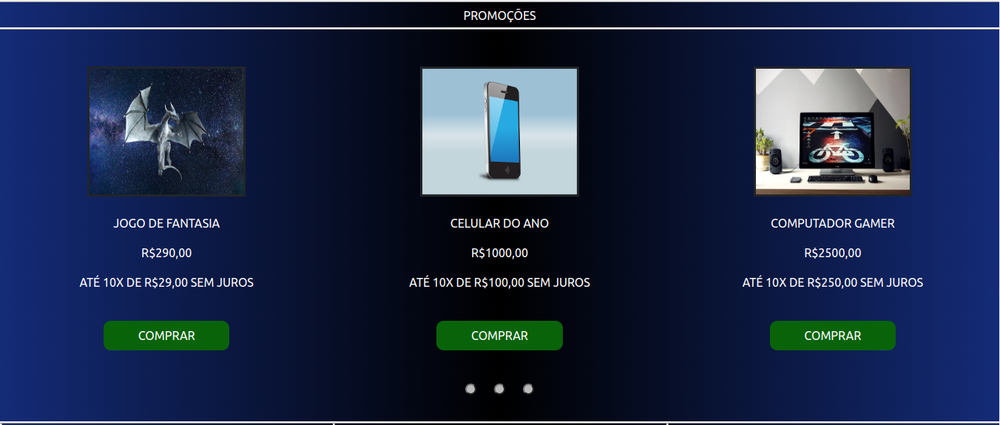 PROMOÇÕES
JOGO DE FANTASIA
R$290,00
ATÉ 10X DE R$29,00 SEM JUROS
COMPRAR
CELULAR DO ANO
R$1000,00
ATÉ 10X DE R$100,00 SEM JUROS
COMPRAR
COMPUTADOR GAMER
R$2500,00
ATÉ 10X DE R$250,00 SEM JUROS
COMPRAR